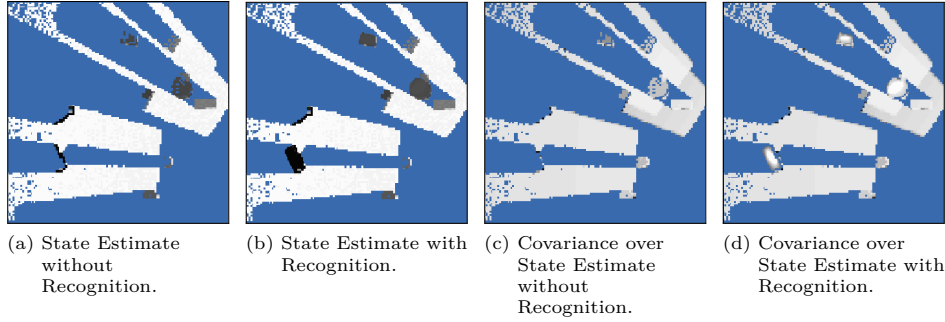 (a) State Estimate
without
Recognition.
(b) State Estimate with
Recognition.
(c) Covariance over
State Estimate
without
Recognition.
(d) Covariance over
State Estimate with
Recognition.